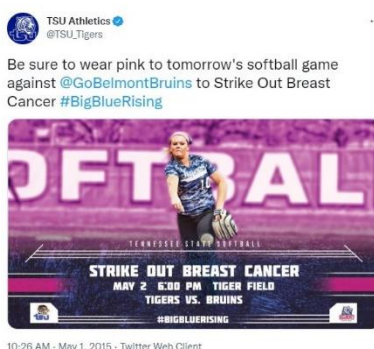 TSU Athletics
@TSU_Tigers
Be sure to wear pink to tomorrow's softball game
against @GoBelmontBruins to Strike Out Breast
Cancer #BigBlueRising
OFTBAL
TENNESSEE STATE SOFTBALL
STRIKE OUT BREAST CANCER
MAY 2 6:00 PM TIGER FIELD
TIGERS VS. BRUINS
#BIGBLUERISING
TSU
10:26 AM · May 1, 2015 · Twitter Web Client